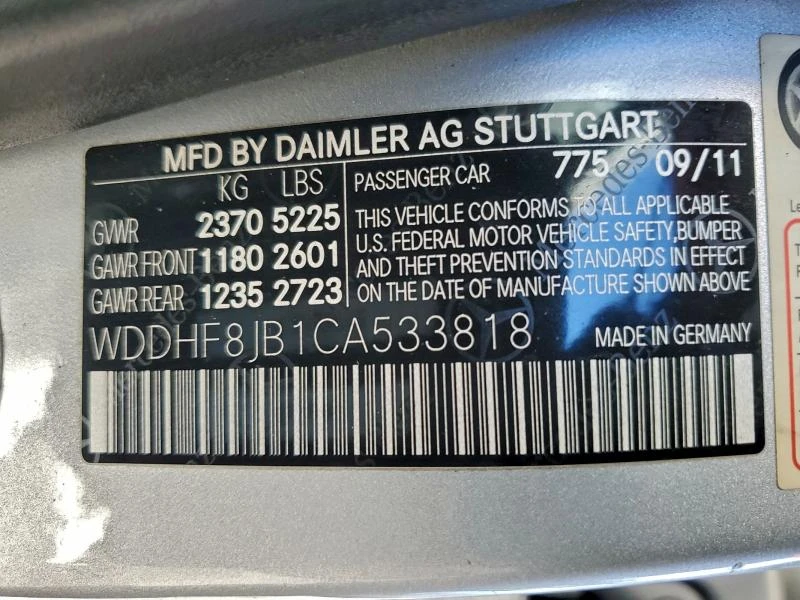 MFD BY DAIMLER AG STUTTGART
KG LBS
GVWR 2370 5225
GAWR FRONT 1180 2601
GAWR REAR 1235 2723
PASSENGER CAR 775 09/11
THIS VEHICLE CONFORMS TO ALL APPLICABLE
U.S. FEDERAL MOTOR VEHICLE SAFETY,BUMPER
AND THEFT PREVENTION STANDARDS IN EFFECT
ON THE DATE OF MANUFACTURE SHOWN ABOVE
WDDHF8JB1CA533818 MADE IN GERMANY
Mercedes-Benz